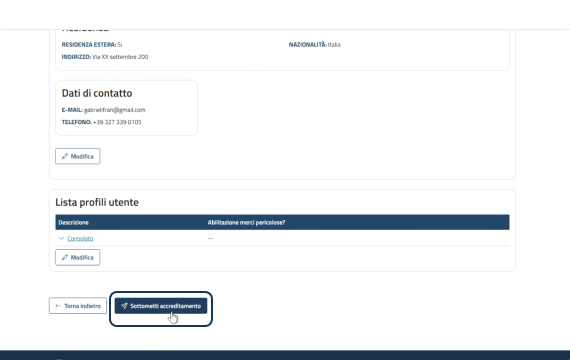 RESIDENZA ESTERA: Si
NAZIONALITÀ: Italia
INDIRIZZO: Via XX settembre 200
Dati di contatto
E-MAIL: gabrielifran@gmail.com
TELEFONO: +39 327 339 0105
Modifica
Lista profili utente
Descrizione
Abilitazione merci pericolose?
Consolato
--
Modifica
← Torna indietro
Sottometti accreditamento